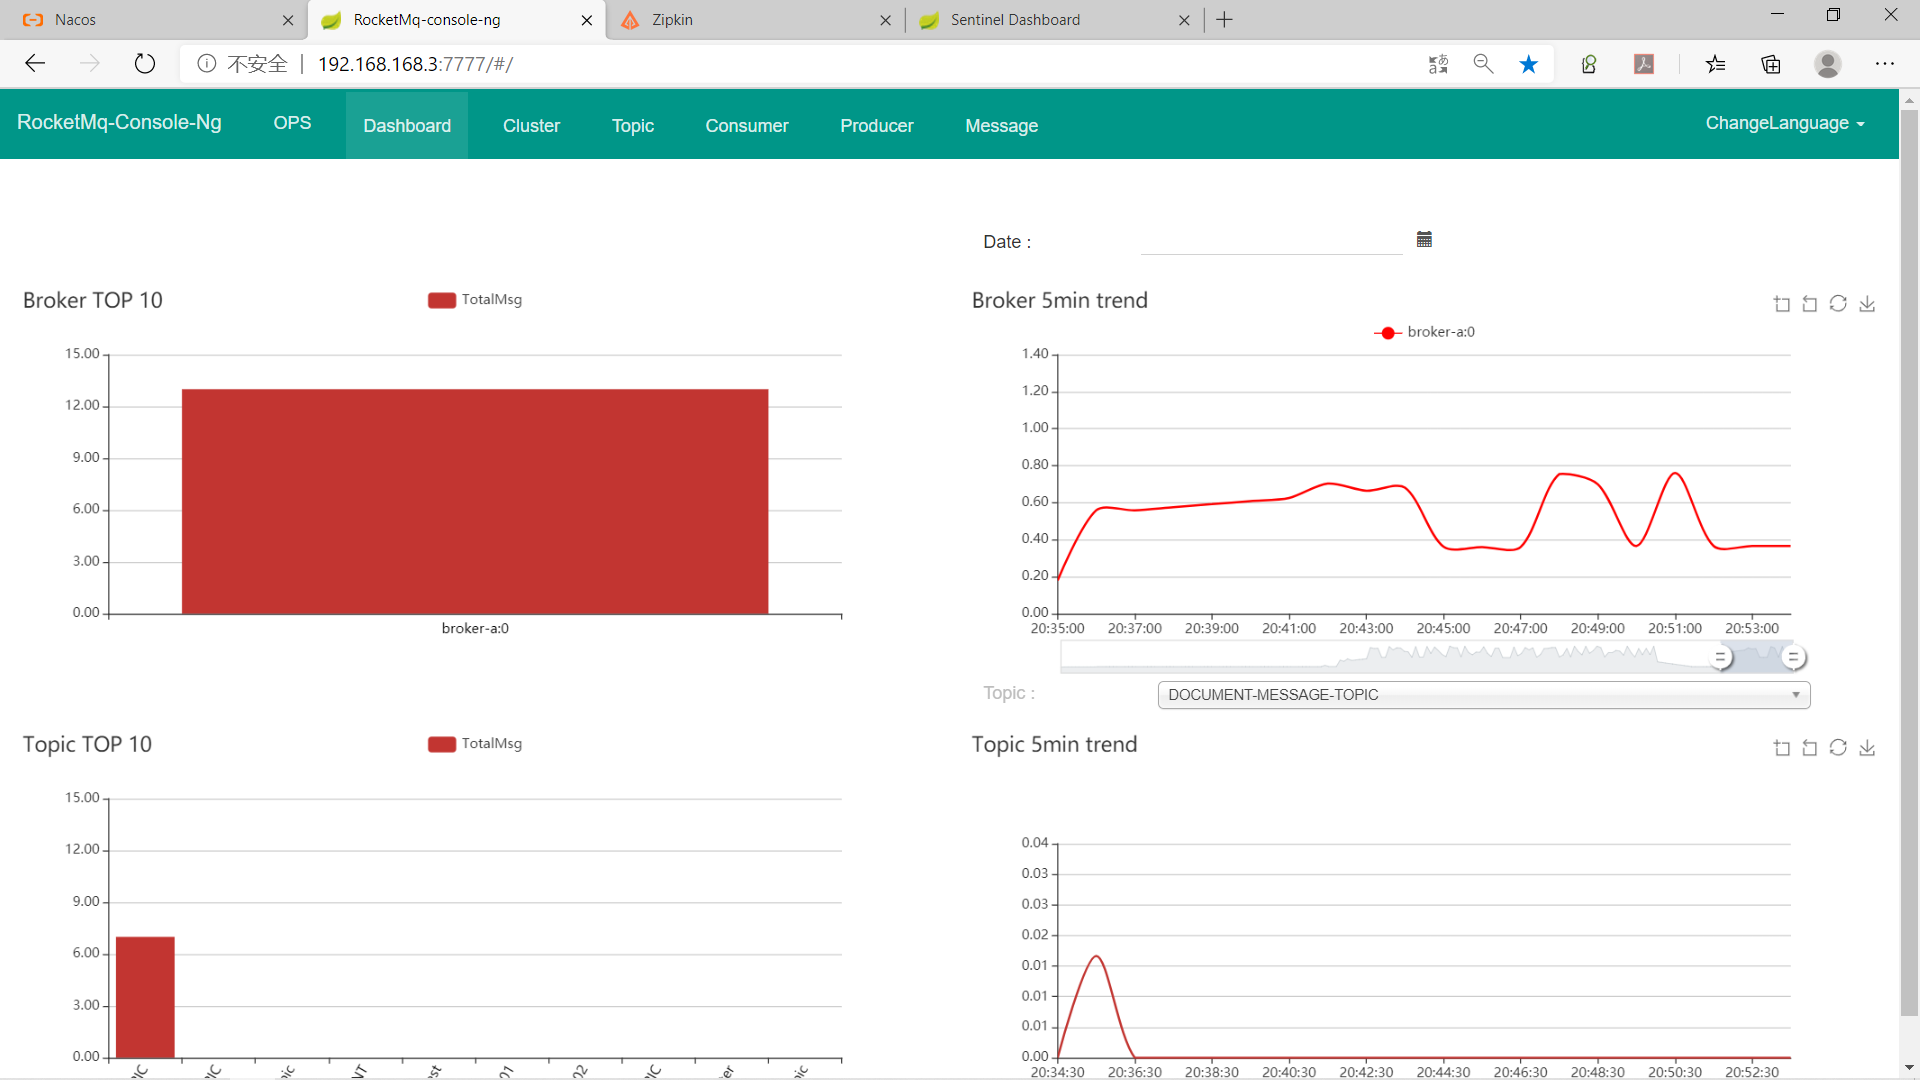 Nacos
RocketMq-console-ng
Zipkin
Sentinel Dashboard
不安全 | 192.168.168.3:7777/#/
RocketMq-Console-Ng
OPS
Dashboard
Cluster
Topic
Consumer
Producer
Message
ChangeLanguage
Date :
Broker TOP 10
TotalMsg
15.00
12.00
9.00
6.00
3.00
0.00
broker-a:0
Broker 5min trend
broker-a:0
1.40
1.20
1.00
0.80
0.60
0.40
0.20
0.00
20:35:00 20:37:00 20:39:00 20:41:00 20:43:00 20:45:00 20:47:00 20:49:00 20:51:00 20:53:00
Topic :
DOCUMENT-MESSAGE-TOPIC
Topic TOP 10
TotalMsg
15.00
12.00
9.00
6.00
3.00
0.00
Topic 5min trend
0.04
0.03
0.03
0.02
0.01
0.01
0.01
0.00
20:34:30 20:36:30 20:38:30 20:40:30 20:42:30 20:44:30 20:46:30 20:48:30 20:50:30 20:52:30